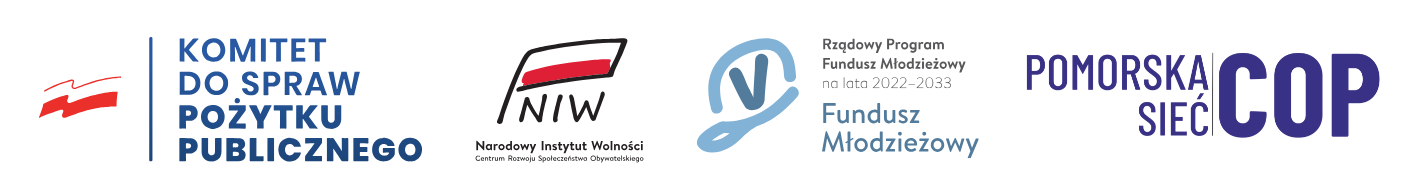 KOMITET
DO SPRAW
POŻYTKU
PUBLICZNEGO
NIW
Narodowy Instytut Wolności
Centrum Rozwoju Społeczeństwa Obywatelskiego
Rządowy Program
Fundusz Młodzieżowy
na lata 2022–2033
Fundusz
Młodzieżowy
POMORSKA
SIEĆ
COP